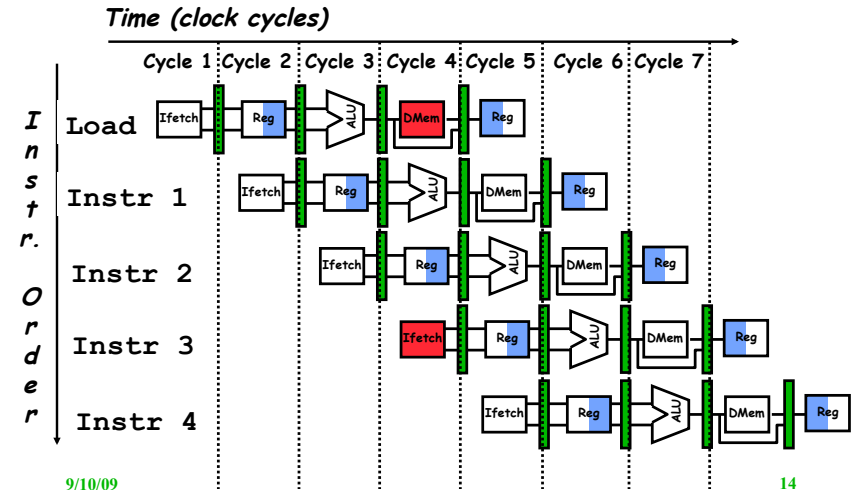 Time (clock cycles)
Cycle 1 Cycle 2 Cycle 3 Cycle 4 Cycle 5 Cycle 6 Cycle 7
Instr. Order
Load Ifetch Reg ALU DMem Reg
Instr 1 Ifetch Reg ALU DMem Reg
Instr 2 Ifetch Reg ALU DMem Reg
Instr 3 Ifetch Reg ALU DMem Reg
Instr 4 Ifetch Reg ALU DMem Reg
9/10/09 14